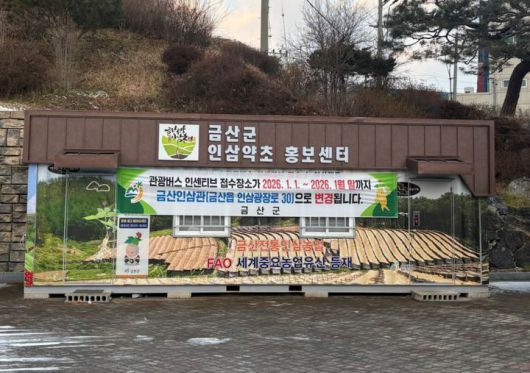 금산군
인삼약초 홍보센터
관광버스 인센티브 접수장소가 2026. 1. 1. ~ 2026. 1월 말까지
금산인삼관(금산읍 인삼광장로 30)으로 변경됩니다.
금산군
금산전통인삼농업
FAO 세계중요농업유산 등재